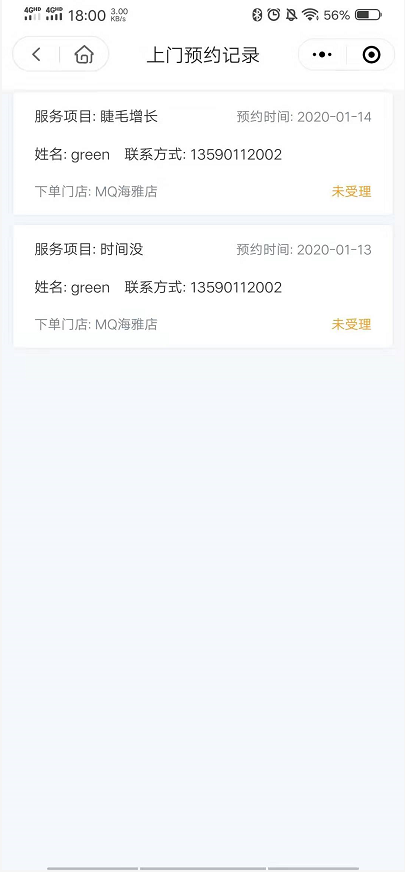 4GHD 4GHD 18:00 3.00 KB/s 56%
上门预约记录
服务项目: 睫毛增长 预约时间: 2020-01-14
姓名: green 联系方式: 13590112002
下单门店: MQ海雅店 未受理
服务项目: 时间没 预约时间: 2020-01-13
姓名: green 联系方式: 13590112002
下单门店: MQ海雅店 未受理